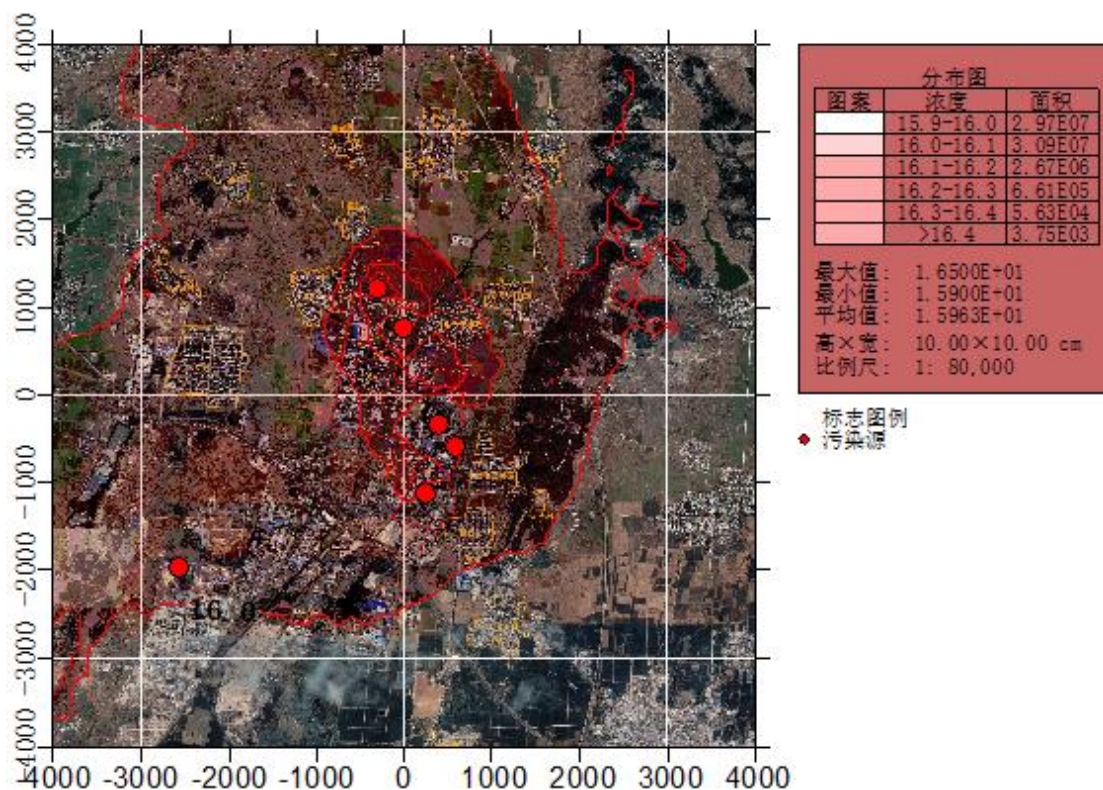 4000
3000
2000
1000
0
-1000
-2000
-3000
-4000
-4000 -3000 -2000 -1000 0 1000 2000 3000 4000
16.0
分布图
图案 浓度 面积
15.9-16.0 2.97E07
16.0-16.1 3.09E07
16.1-16.2 2.67E06
16.2-16.3 6.61E05
16.3-16.4 5.63E04
>16.4 3.75E03
最大值: 1.6500E+01
最小值: 1.5900E+01
平均值: 1.5963E+01
高×宽: 10.00×10.00 cm
比例尺: 1: 80,000
标志图例
污染源